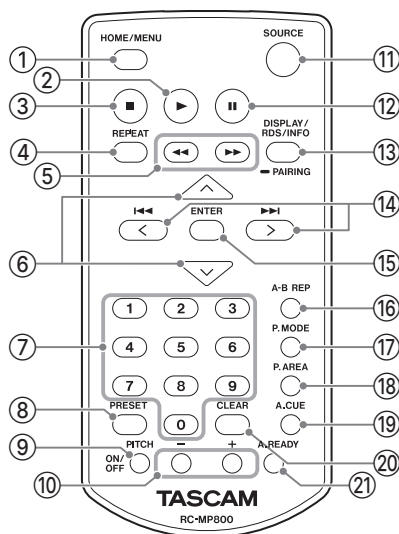 HOME/MENU
SOURCE
1
2
11
3
12
REPEAT
DISPLAY/
RDS/INFO
4
13
5
PAIRING
14
ENTER
15
6
A-B REP
16
1 2 3
P.MODE
17
7
4 5 6
P.AREA
18
7 8 9
A.CUE
19
8
PRESET
0
CLEAR
20
9
PITCH
ON/
OFF
- +
A.READY
21
10
TASCAM
RC-MP800